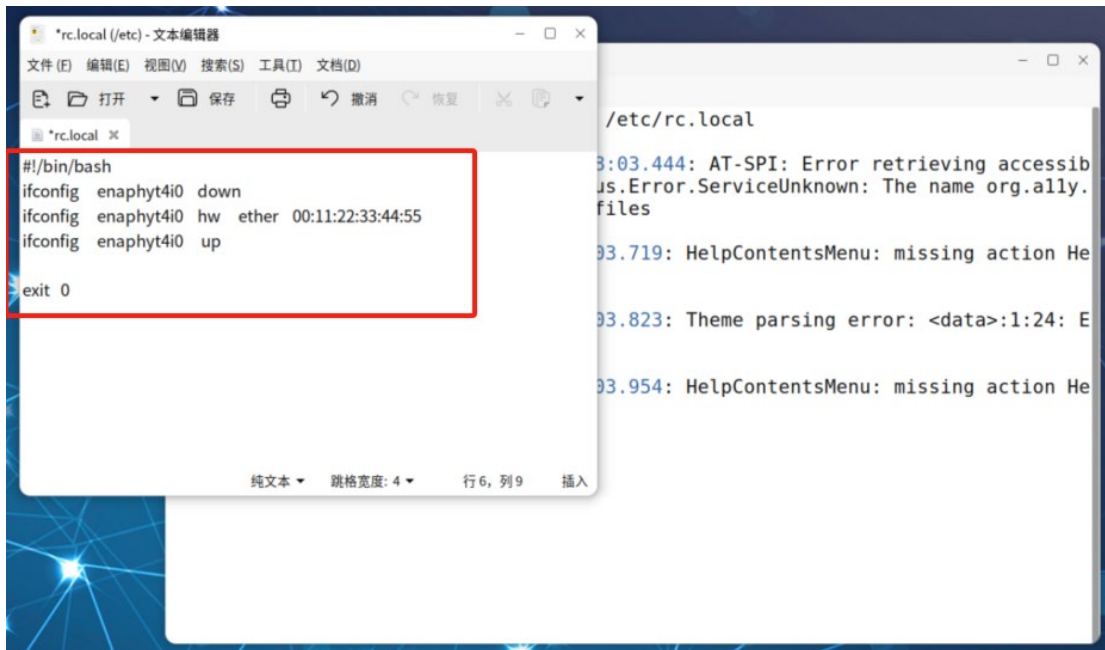 *rc.local (/etc) - 文本编辑器
文件(F) 编辑(E) 视图(V) 搜索(S) 工具(T) 文档(D)
打开 保存 撤消 恢复
*rc.local
#!/bin/bash
ifconfig enaphyt4i0 down
ifconfig enaphyt4i0 hw ether 00:11:22:33:44:55
ifconfig enaphyt4i0 up
exit 0
纯文本 跳格宽度: 4 行 6, 列 9 插入
/etc/rc.local
3:03.444: AT-SPI: Error retrieving accessib
us.Error.ServiceUnknown: The name org.a11y.
files
03.719: HelpContentsMenu: missing action He
03.823: Theme parsing error: <data>:1:24: E
03.954: HelpContentsMenu: missing action He